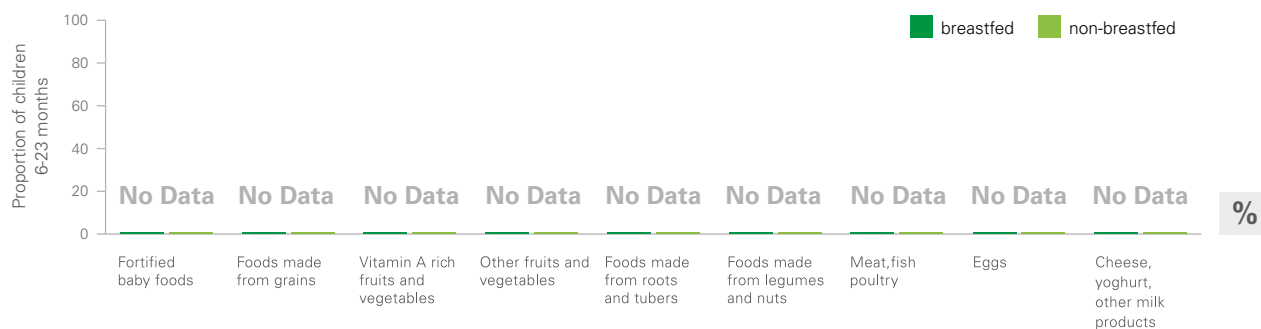 breastfed
non-breastfed
Proportion of children
6-23 months
100
80
60
40
20
0
No Data No Data No Data No Data No Data No Data No Data No Data No Data
%
Fortified
baby foods
Foods made
from grains
Vitamin A rich
fruits and
vegetables
Other fruits and
vegetables
Foods made
from roots
and tubers
Foods made
from legumes
and nuts
Meat,fish
poultry
Eggs
Cheese,
yoghurt,
other milk
products